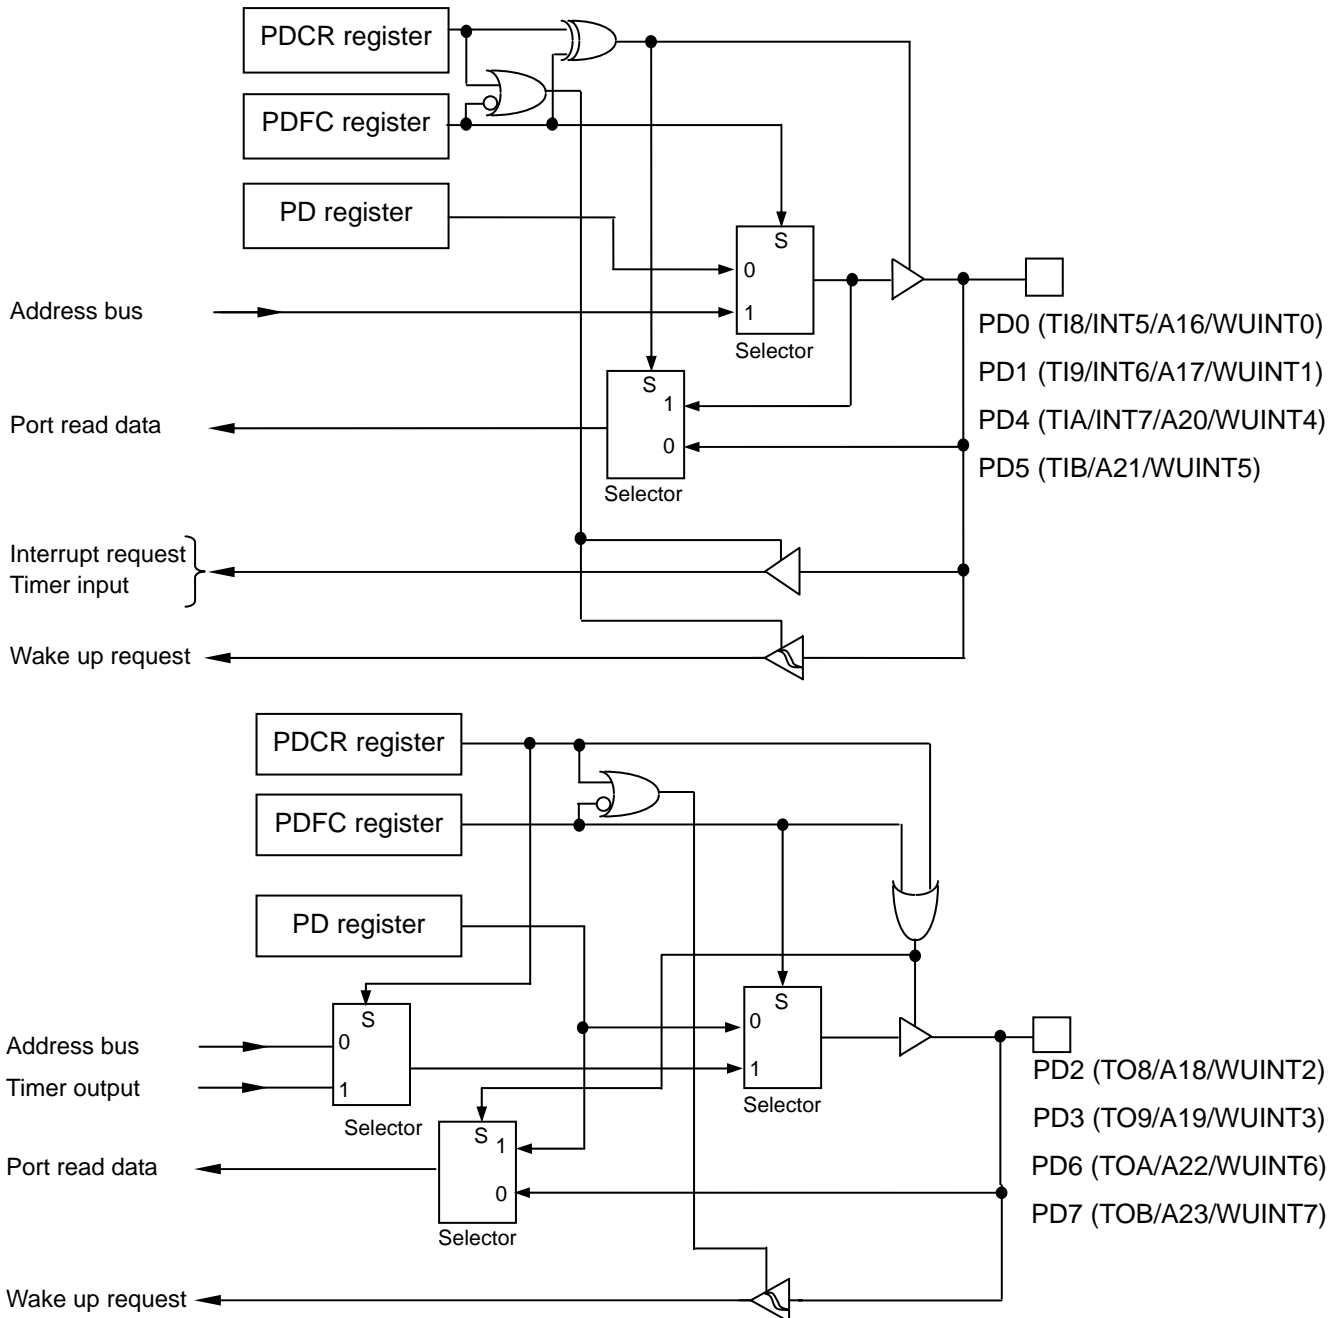 PDCR register
PDFC register
PD register
S
0
1
Selector
Address bus
PD0 (TI8/INT5/A16/WUINT0)
PD1 (TI9/INT6/A17/WUINT1)
PD4 (TIA/INT7/A20/WUINT4)
PD5 (TIB/A21/WUINT5)
S
1
0
Selector
Port read data
Interrupt request
Timer input
Wake up request
PDCR register
PDFC register
PD register
S
0
1
Selector
Address bus
Timer output
S
0
1
Selector
PD2 (TO8/A18/WUINT2)
PD3 (TO9/A19/WUINT3)
PD6 (TOA/A22/WUINT6)
PD7 (TOB/A23/WUINT7)
S
1
0
Selector
Port read data
Wake up request